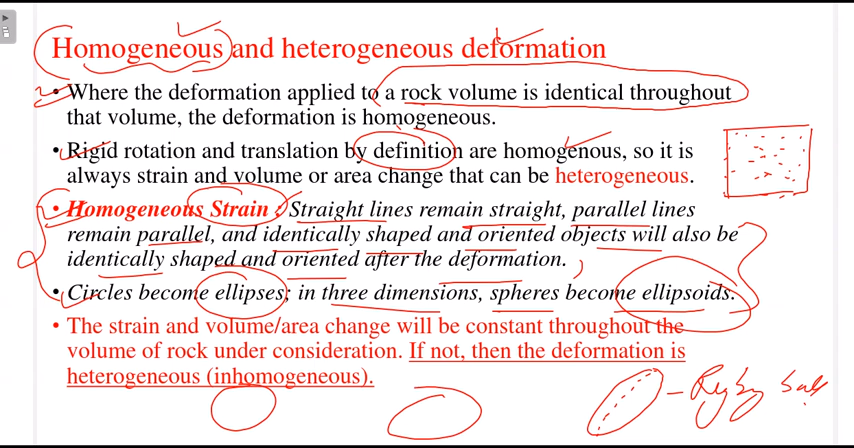 Homogeneous and heterogeneous deformation
• Where the deformation applied to a rock volume is identical throughout
that volume, the deformation is homogeneous.
• Rigid rotation and translation by definition are homogenous, so it is
always strain and volume or area change that can be heterogeneous.
• Homogeneous Strain : Straight lines remain straight, parallel lines
remain parallel, and identically shaped and oriented objects will also be
identically shaped and oriented after the deformation.
• Circles become ellipses; in three dimensions, spheres become ellipsoids.
• The strain and volume/area change will be constant throughout the
volume of rock under consideration. If not, then the deformation is
heterogeneous (inhomogeneous).